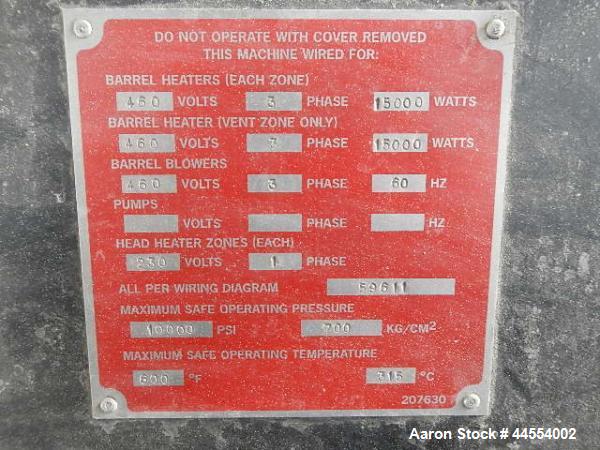 DO NOT OPERATE WITH COVER REMOVED
THIS MACHINE WIRED FOR:
BARREL HEATERS (EACH ZONE)
460 VOLTS 3 PHASE 15000 WATTS
BARREL HEATER (VENT ZONE ONLY)
460 VOLTS PHASE 15000 WATTS
BARREL BLOWERS
460 VOLTS 3 PHASE 60 HZ
PUMPS
VOLTS PHASE HZ
HEAD HEATER ZONES (EACH)
230 VOLTS 1 PHASE
ALL PER WIRING DIAGRAM 59611
MAXIMUM SAFE OPERATING PRESSURE
10000 PSI 700 KG/CM²
MAXIMUM SAFE OPERATING TEMPERATURE
600 °F 315 °C
207630
Aaron Stock # 44554002